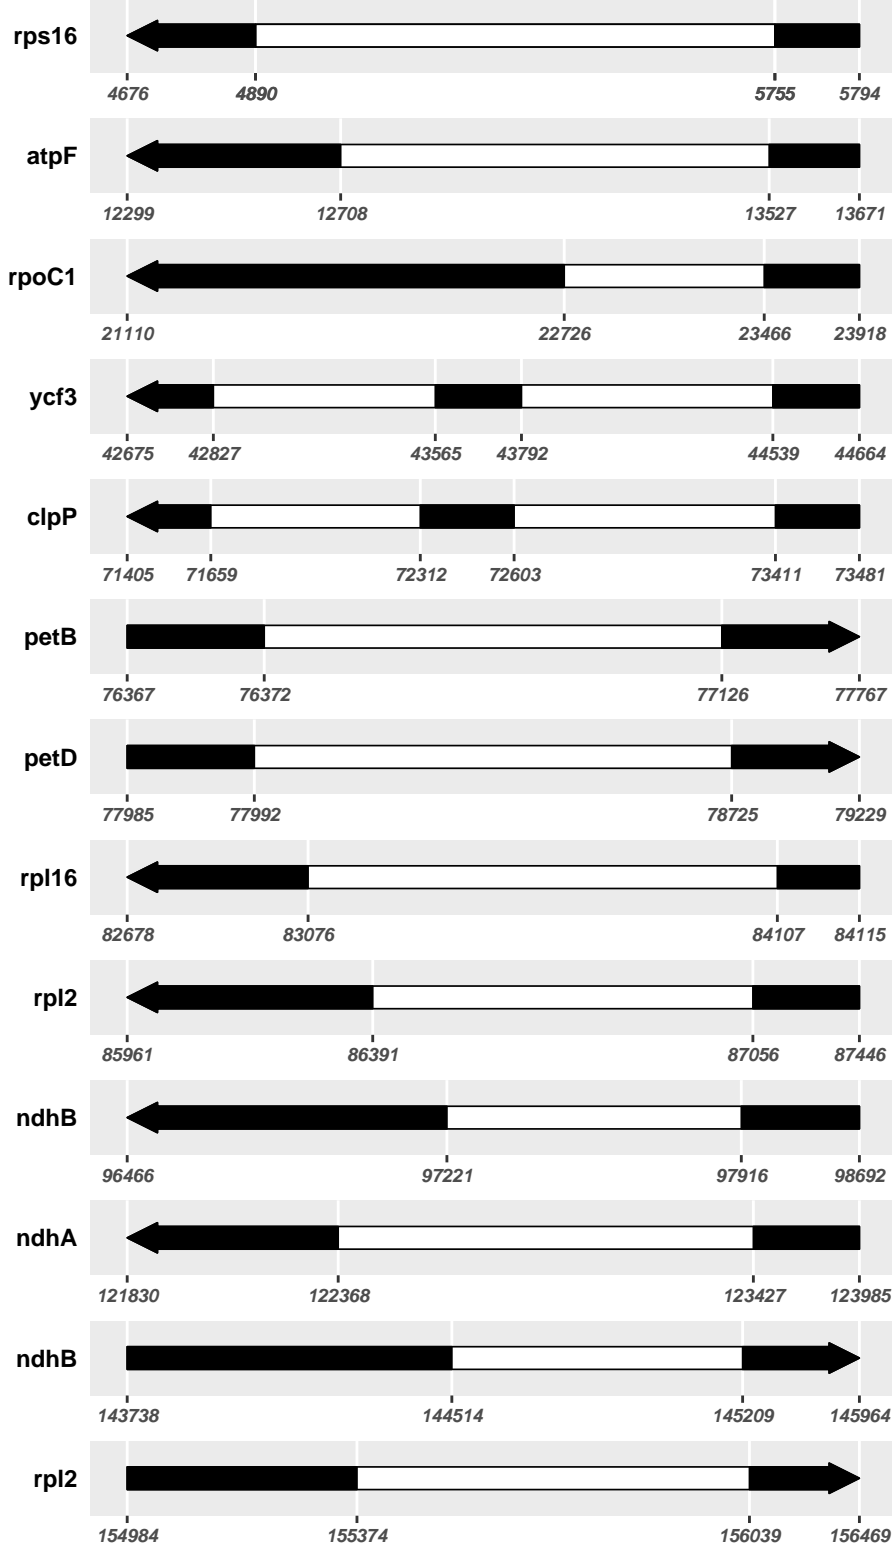 rps16
4676 4890 5755 5794
atpF
12299 12708 13527 13671
rpoC1
21110 22726 23466 23918
ycf3
42675 42827 43565 43792 44539 44664
clpP
71405 71659 72312 72603 73411 73481
petB
76367 76372 77126 77767
petD
77985 77992 78725 79229
rpl16
82678 83076 84107 84115
rpl2
85961 86391 87056 87446
ndhB
96466 97221 97916 98692
ndhA
121830 122368 123427 123985
ndhB
143738 144514 145209 145964
rpl2
154984 155374 156039 156469